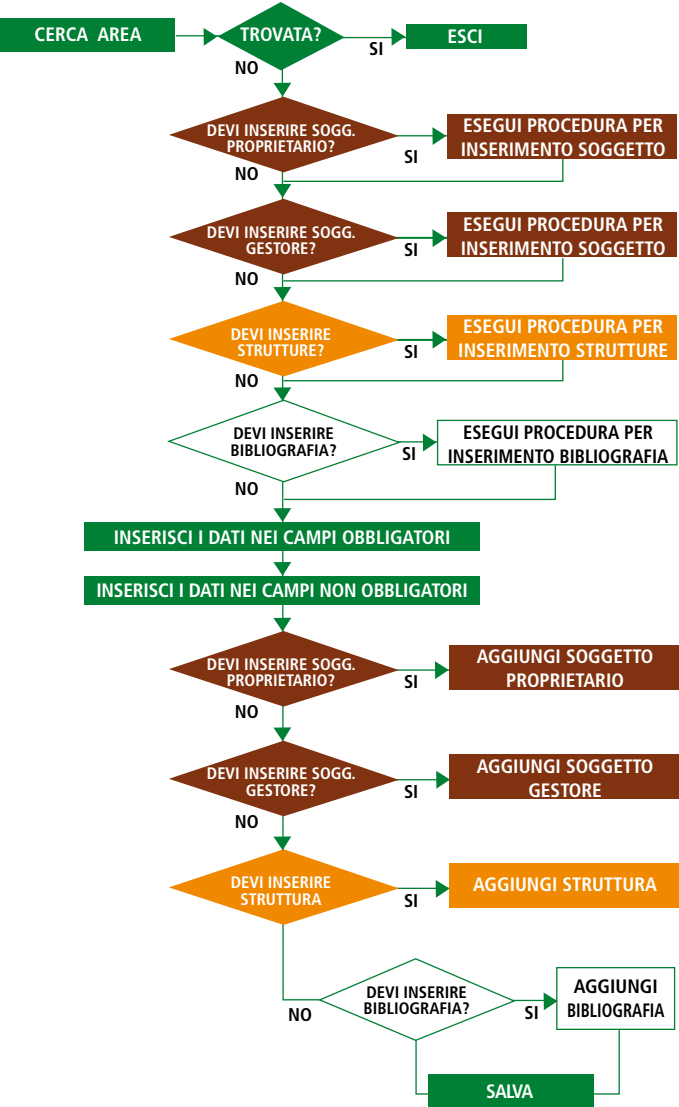 CERCA AREA
TROVATA?
SI
ESCI
NO
DEVI INSERIRE SOGG.
PROPRIETARIO?
SI
ESEGUI PROCEDURA PER
INSERIMENTO SOGGETTO
NO
DEVI INSERIRE SOGG.
GESTORE?
SI
ESEGUI PROCEDURA PER
INSERIMENTO SOGGETTO
NO
DEVI INSERIRE
STRUTTURE?
SI
ESEGUI PROCEDURA PER
INSERIMENTO STRUTTURE
NO
DEVI INSERIRE
BIBLIOGRAFIA?
SI
ESEGUI PROCEDURA PER
INSERIMENTO BIBLIOGRAFIA
NO
INSERISCI I DATI NEI CAMPI OBBLIGATORI
INSERISCI I DATI NEI CAMPI NON OBBLIGATORI
DEVI INSERIRE SOGG.
PROPRIETARIO?
SI
AGGIUNGI SOGGETTO
PROPRIETARIO
NO
DEVI INSERIRE SOGG.
GESTORE?
SI
AGGIUNGI SOGGETTO
GESTORE
NO
DEVI INSERIRE
STRUTTURA
SI
AGGIUNGI STRUTTURA
NO
DEVI INSERIRE
BIBLIOGRAFIA?
SI
AGGIUNGI
BIBLIOGRAFIA
SALVA